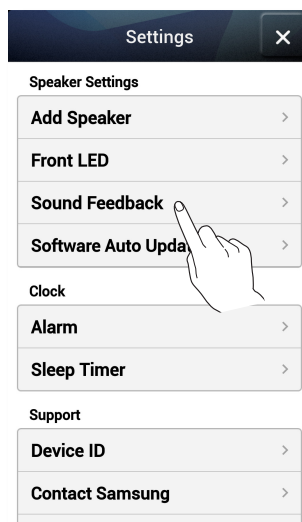 Settings
Speaker Settings
Add Speaker
Front LED
Sound Feedback
Software Auto
Clock
Alarm
Sleep Timer
Support
Device ID
Contact Samsung